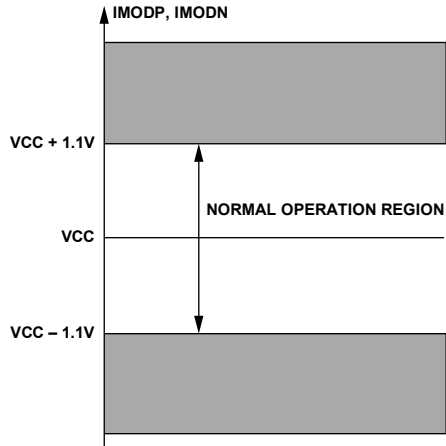 IMODP, IMODN
VCC + 1.1V
NORMAL OPERATION REGION
VCC
VCC – 1.1V